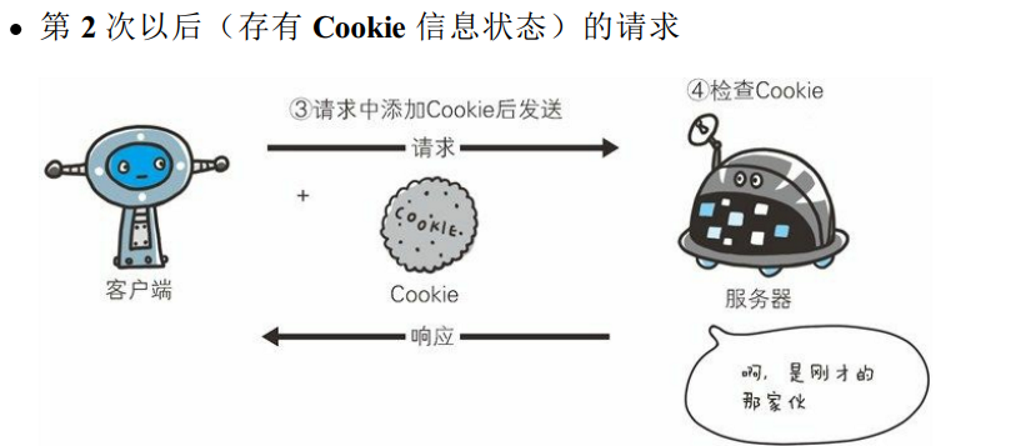 • 第 2 次以后（存有 Cookie 信息状态）的请求
③请求中添加Cookie后发送
④检查Cookie
请求
+
COOKIE.
客户端
Cookie
服务器
响应
啊，是刚才的
那家伙